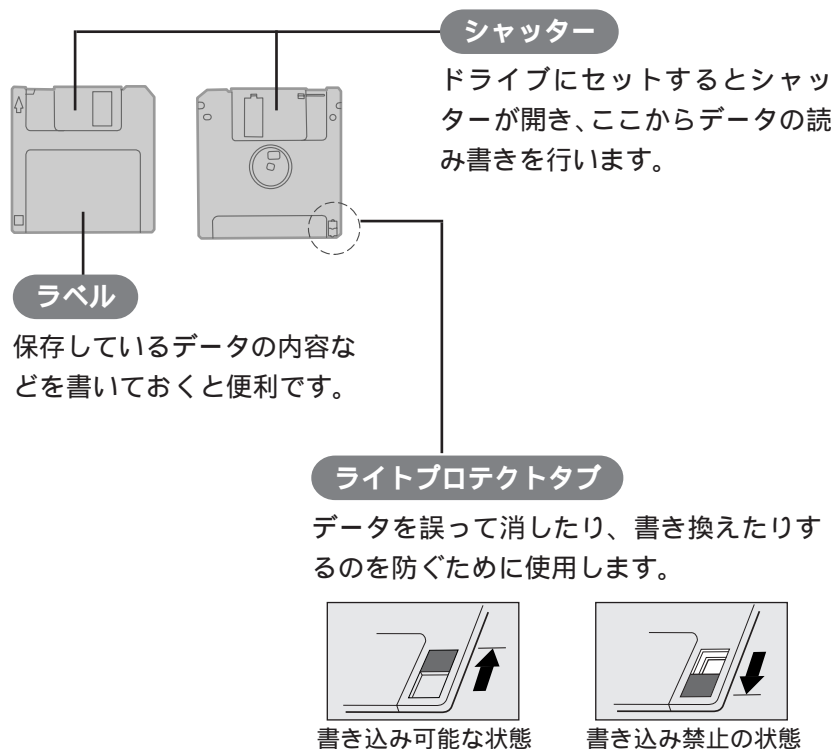 シャッター
ドライブにセットするとシャッ
ターが開き、ここからデータの読
み書きを行います。
ラベル
保存しているデータの内容な
どを書いておくと便利です。
ライトプロテクトタブ
データを誤って消したり、書き換えたりす
るのを防ぐために使用します。
書き込み可能な状態
書き込み禁止の状態